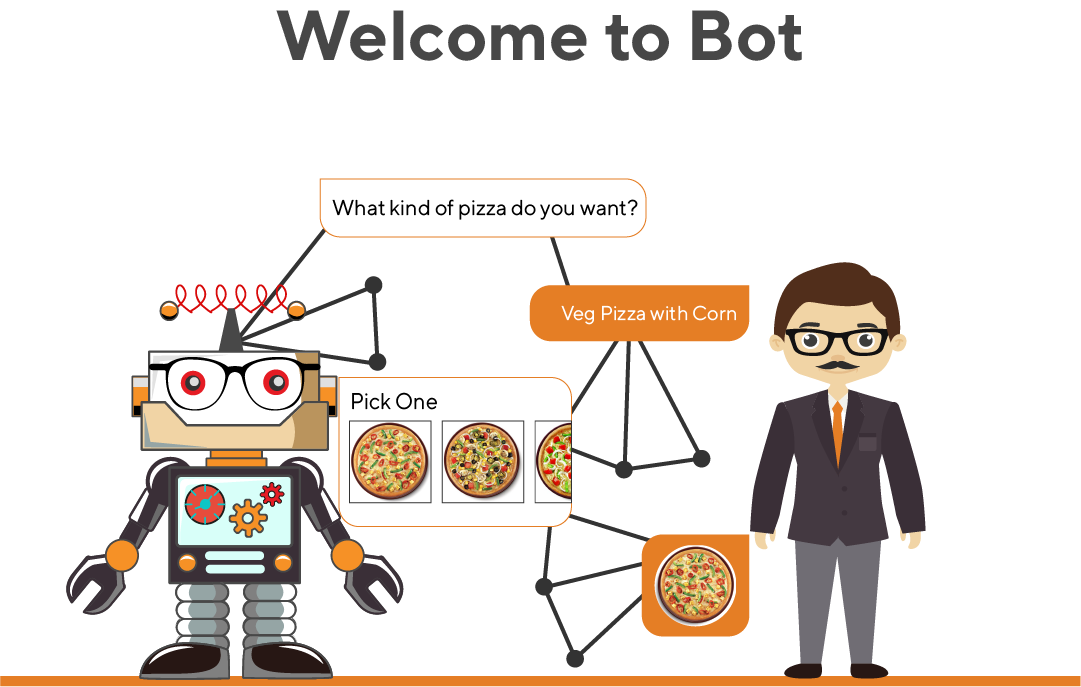 Welcome to Bot
What kind of pizza do you want?
Veg Pizza with Corn
Pick One